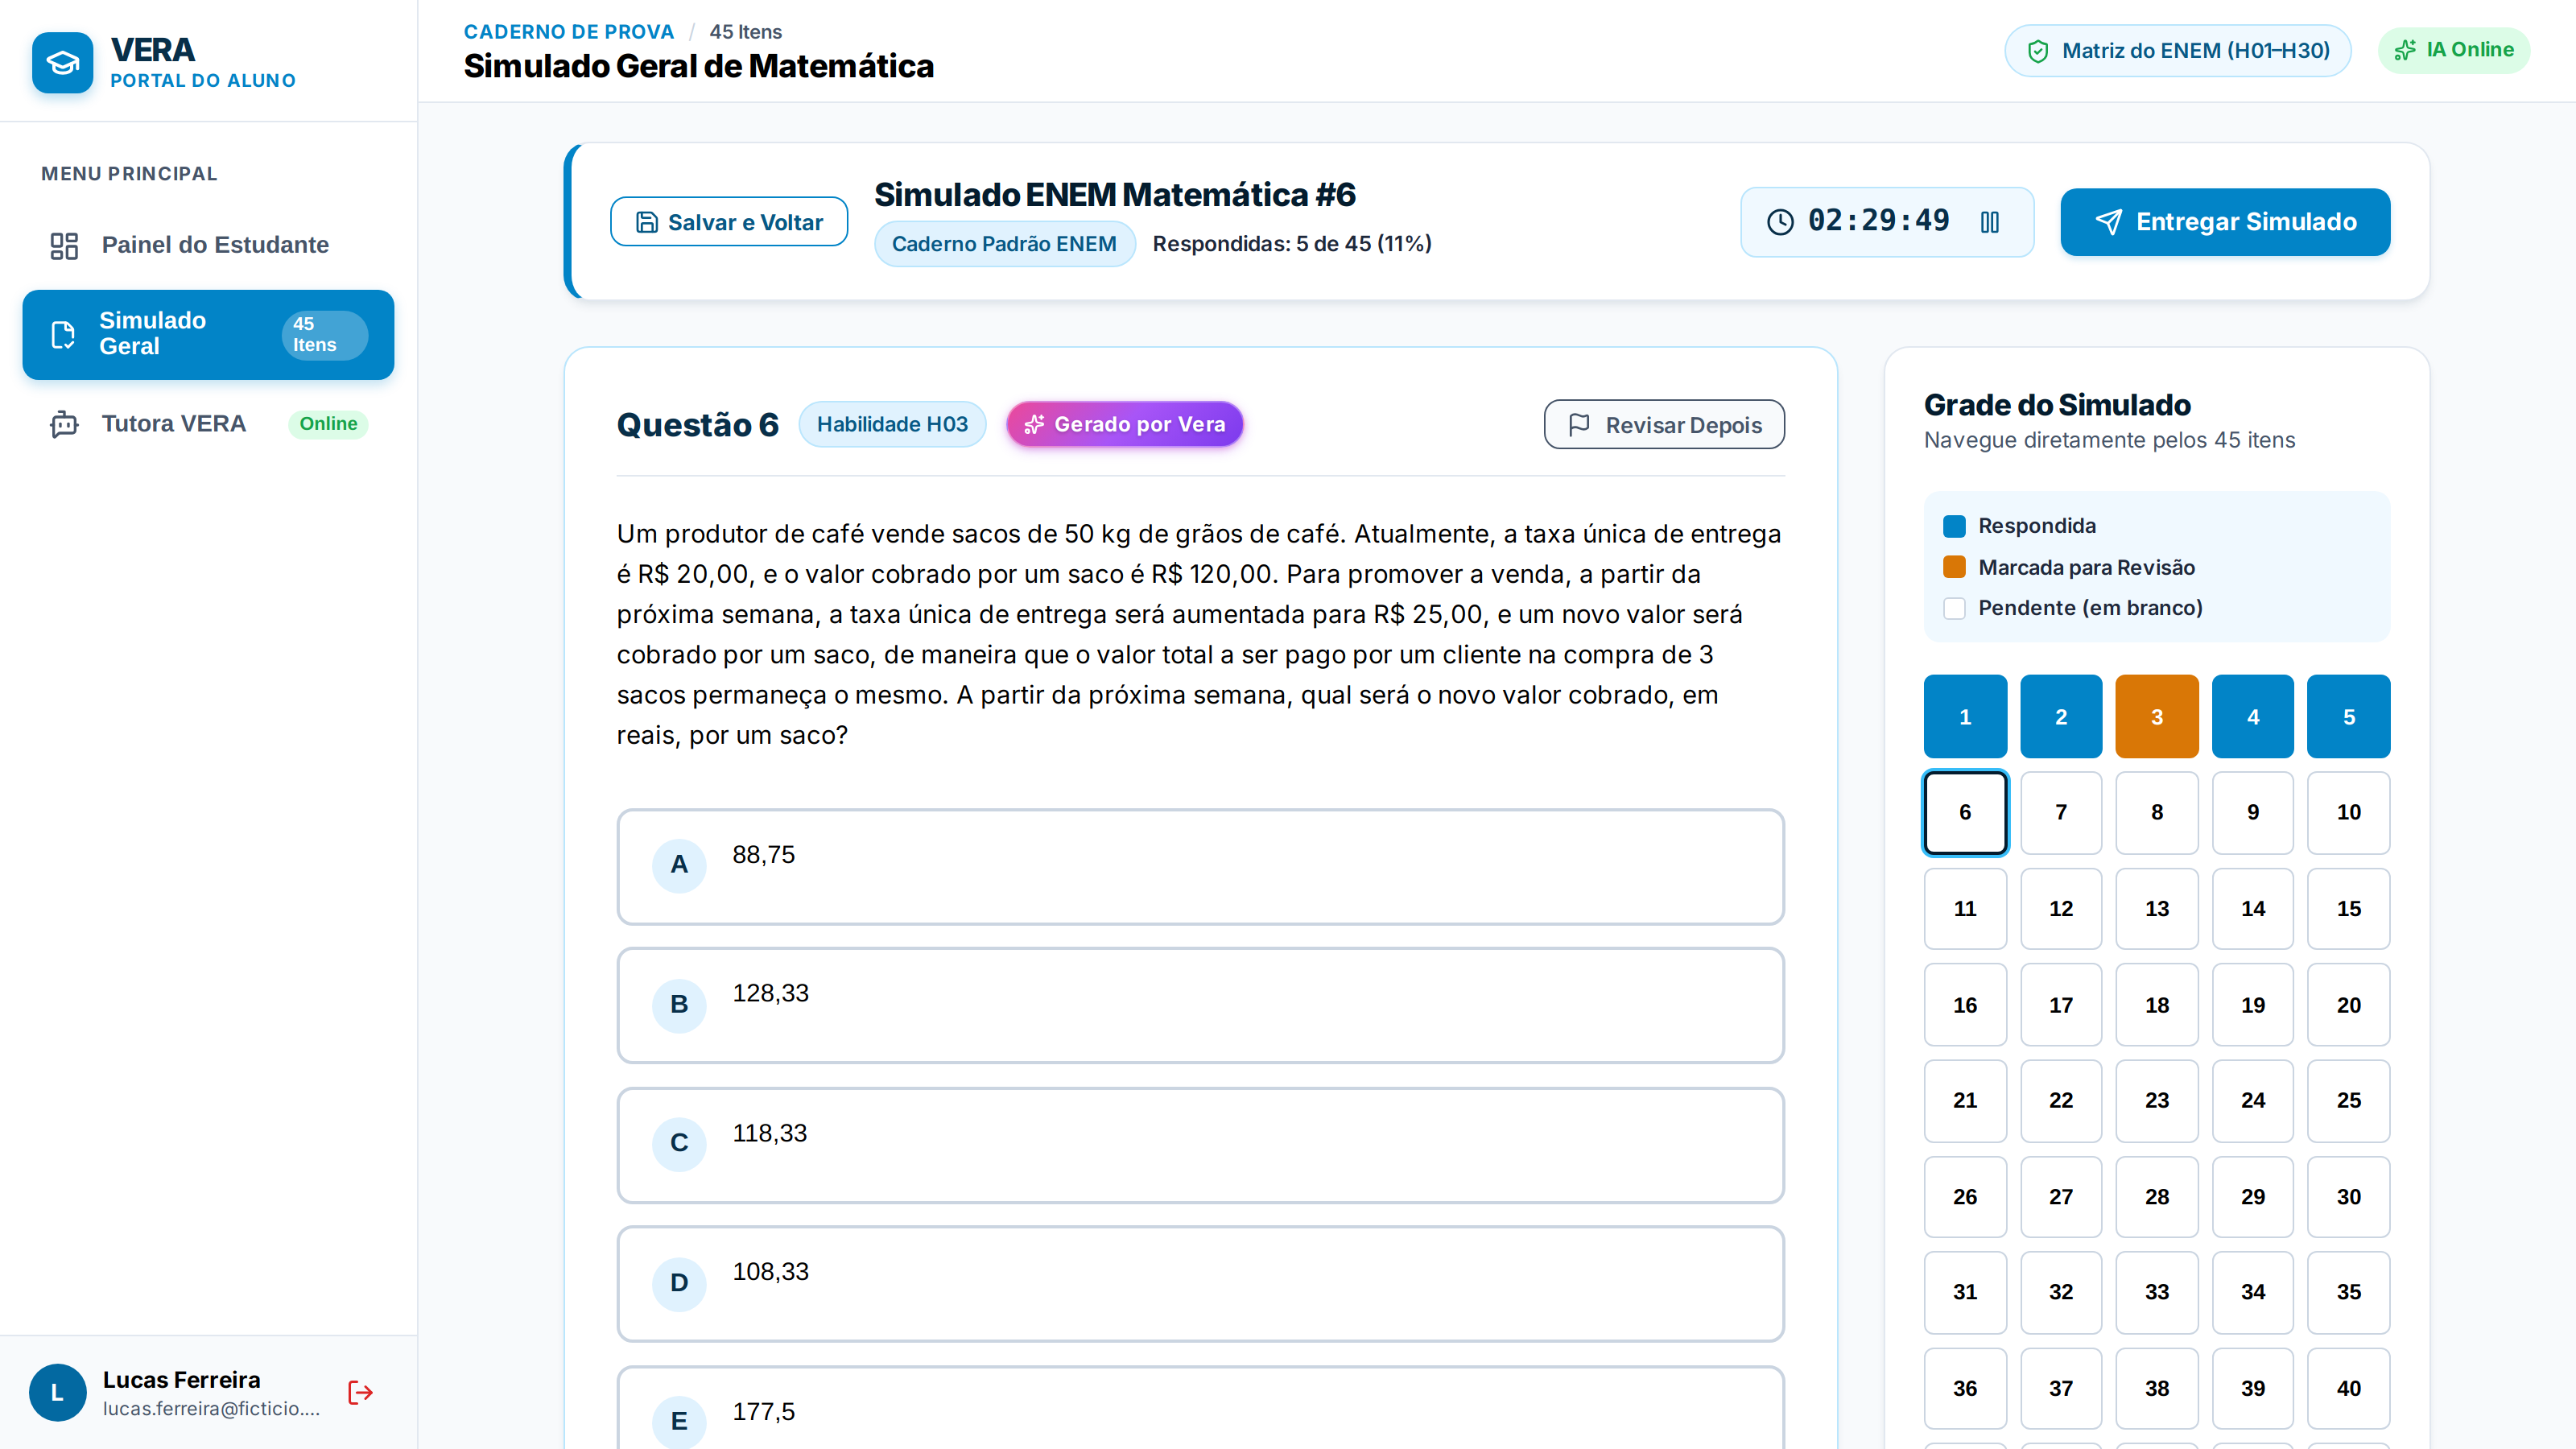 VERA
PORTAL DO ALUNO
MENU PRINCIPAL
Painel do Estudante
Simulado
Geral
45
Itens
Tutora VERA
Online
L
Lucas Ferreira
lucas.ferreira@ficticio....
CADERNO DE PROVA / 45 Itens
Simulado Geral de Matemática
Matriz do ENEM (H01–H30)
IA Online
Salvar e Voltar
Simulado ENEM Matemática #6
Caderno Padrão ENEM
Respondidas: 5 de 45 (11%)
02:29:49
Entregar Simulado
Questão 6
Habilidade H03
Gerado por Vera
Revisar Depois
Um produtor de café vende sacos de 50 kg de grãos de café. Atualmente, a taxa única de entrega
é R$ 20,00, e o valor cobrado por um saco é R$ 120,00. Para promover a venda, a partir da
próxima semana, a taxa única de entrega será aumentada para R$ 25,00, e um novo valor será
cobrado por um saco, de maneira que o valor total a ser pago por um cliente na compra de 3
sacos permaneça o mesmo. A partir da próxima semana, qual será o novo valor cobrado, em
reais, por um saco?
A 88,75
B 128,33
C 118,33
D 108,33
E 177,5
Grade do Simulado
Navegue diretamente pelos 45 itens
Respondida
Marcada para Revisão
Pendente (em branco)
1 2 3 4 5
6 7 8 9 10
11 12 13 14 15
16 17 18 19 20
21 22 23 24 25
26 27 28 29 30
31 32 33 34 35
36 37 38 39 40